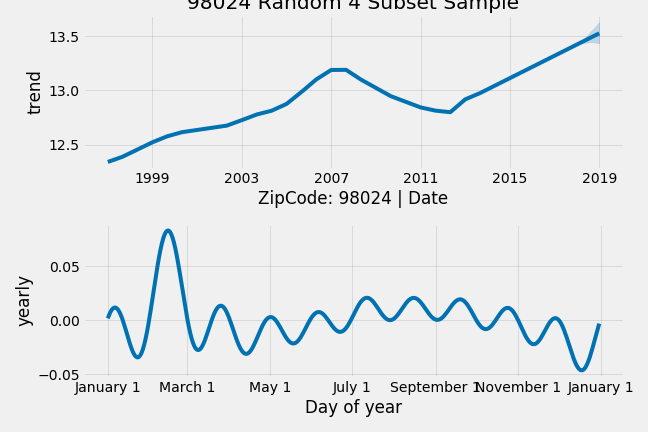 98024 Random 4 Subset Sample
13.5
13.0
12.5
trend
1999 2003 2007 2011 2015 2019
ZipCode: 98024 | Date
0.05
0.00
−0.05
yearly
January 1 March 1 May 1 July 1 September 1 November 1 January 1
Day of year